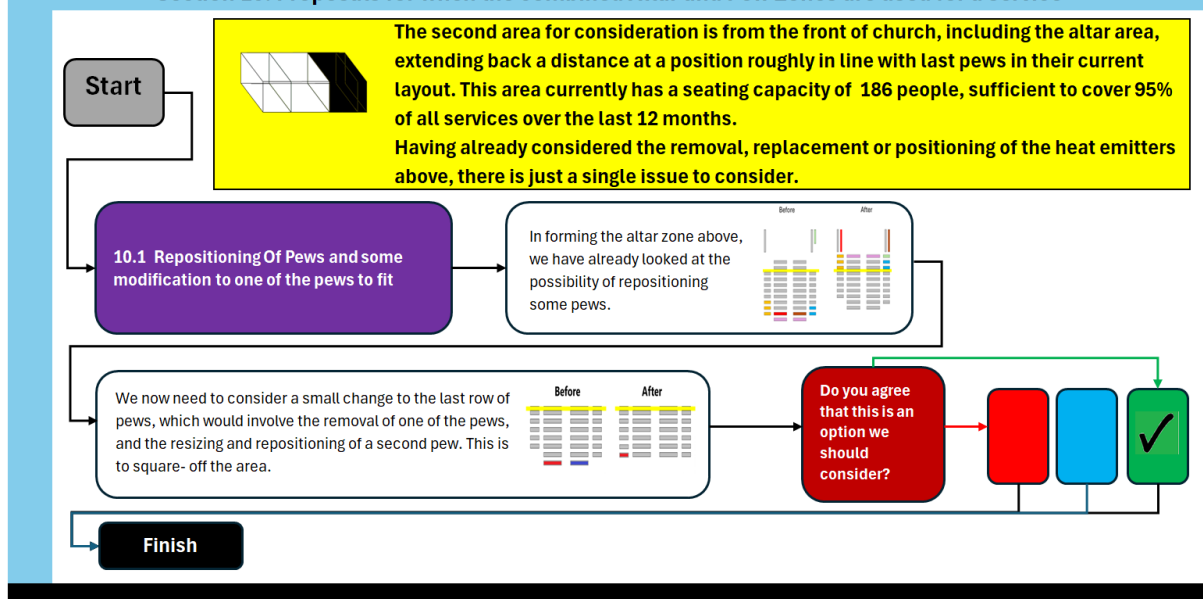 The second area for consideration is from the front of church, including the altar area,
extending back a distance at a position roughly in line with last pews in their current
layout. This area currently has a seating capacity of 186 people, sufficient to cover 95%
of all services over the last 12 months.
Having already considered the removal, replacement or positioning of the heat emitters
above, there is just a single issue to consider.
Start
10.1 Repositioning Of Pews and some
modification to one of the pews to fit
In forming the altar zone above,
we have already looked at the
possibility of repositioning
some pews.
Before
After
We now need to consider a small change to the last row of
pews, which would involve the removal of one of the pews,
and the resizing and repositioning of a second pew. This is
to square- off the area.
Before
After
Do you agree
that this is an
option we
should
consider?
Finish